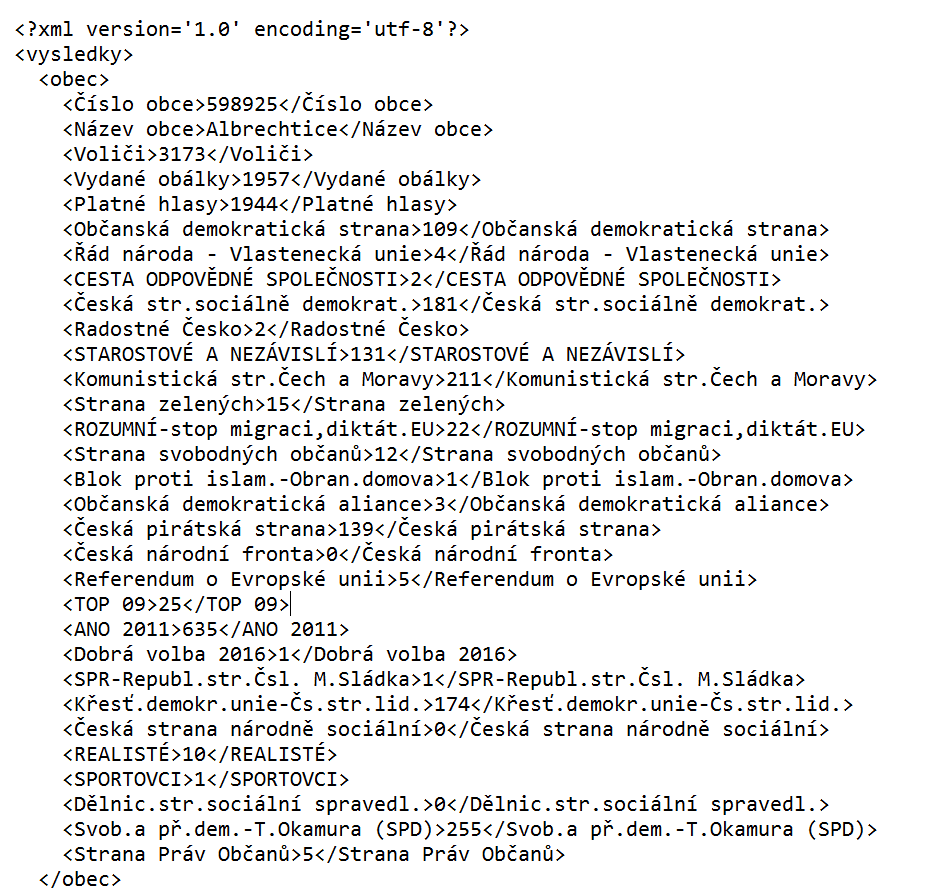 <?xml version='1.0' encoding='utf-8'?>
<vysledky>
<obec>
<Číslo obce>598925</Číslo obce>
<Název obce>Albrechtice</Název obce>
<Voliči>3173</Voliči>
<Vydané obálky>1957</Vydané obálky>
<Platné hlasy>1944</Platné hlasy>
<Občanská demokratická strana>109</Občanská demokratická strana>
<Řád národa - Vlastenecká unie>4</Řád národa - Vlastenecká unie>
<CESTA ODPOVĚDNÉ SPOLEČNOSTI>2</CESTA ODPOVĚDNÉ SPOLEČNOSTI>
<Česká str.sociálně demokrat.>181</Česká str.sociálně demokrat.>
<Radostné Česko>2</Radostné Česko>
<STAROSTOVÉ A NEZÁVISLÍ>131</STAROSTOVÉ A NEZÁVISLÍ>
<Komunistická str.Čech a Moravy>211</Komunistická str.Čech a Moravy>
<Strana zelených>15</Strana zelených>
<ROZUMNÍ-stop migraci,diktát.EU>22</ROZUMNÍ-stop migraci,diktát.EU>
<Strana svobodných občanů>12</Strana svobodných občanů>
<Blok proti islam.-Obran.domova>1</Blok proti islam.-Obran.domova>
<Občanská demokratická aliance>3</Občanská demokratická aliance>
<Česká pirátská strana>139</Česká pirátská strana>
<Česká národní fronta>0</Česká národní fronta>
<Referendum o Evropské unii>5</Referendum o Evropské unii>
<TOP 09>25</TOP 09>
<ANO 2011>635</ANO 2011>
<Dobrá volba 2016>1</Dobrá volba 2016>
<SPR-Republ.str.Čsl. M.Sládka>1</SPR-Republ.str.Čsl. M.Sládka>
<Křesť.demokr.unie-Čs.str.lid.>174</Křesť.demokr.unie-Čs.str.lid.>
<Česká strana národně sociální>0</Česká strana národně sociální>
<REALISTÉ>10</REALISTÉ>
<SPORTOVCI>1</SPORTOVCI>
<Dělnic.str.sociální spravedl.>0</Dělnic.str.sociální spravedl.>
<Svob.a př.dem.-T.Okamura (SPD)>255</Svob.a př.dem.-T.Okamura (SPD)>
<Strana Práv Občanů>5</Strana Práv Občanů>
</obec>